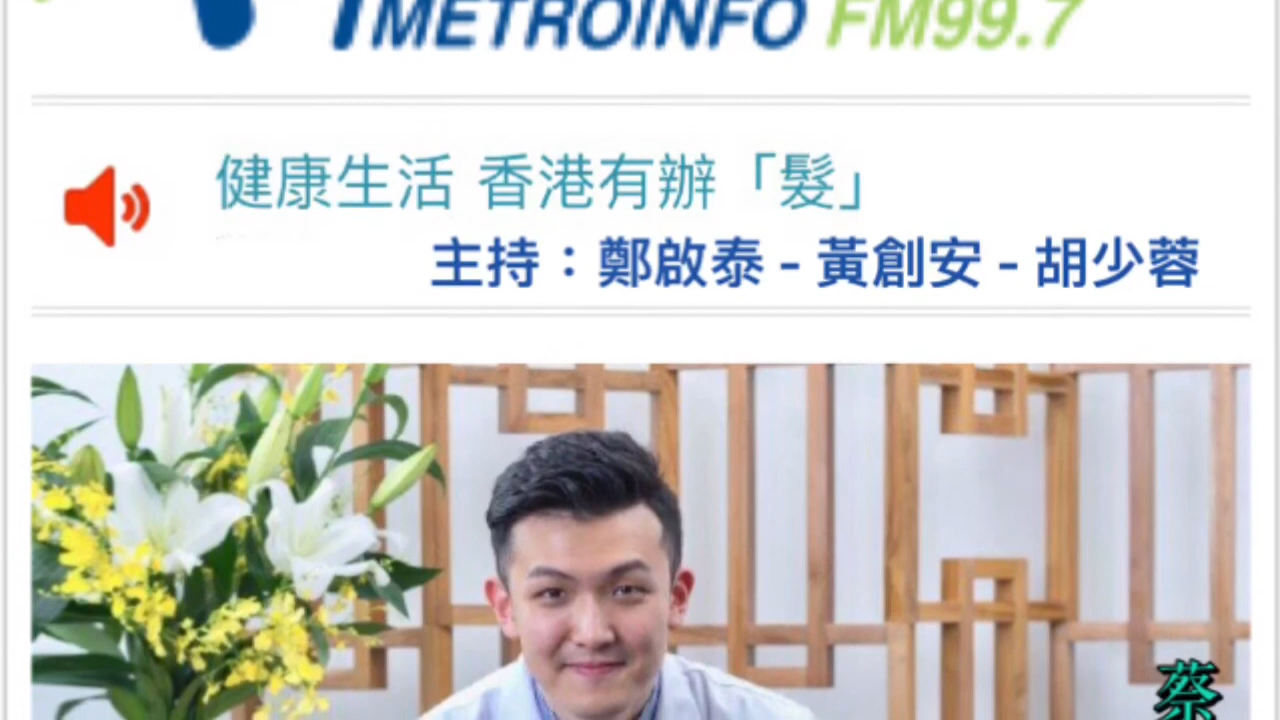 METROINFO FM99.7
健康生活 香港有辦「髮」
主持：鄭啟泰 - 黃創安 - 胡少蓉
蔡